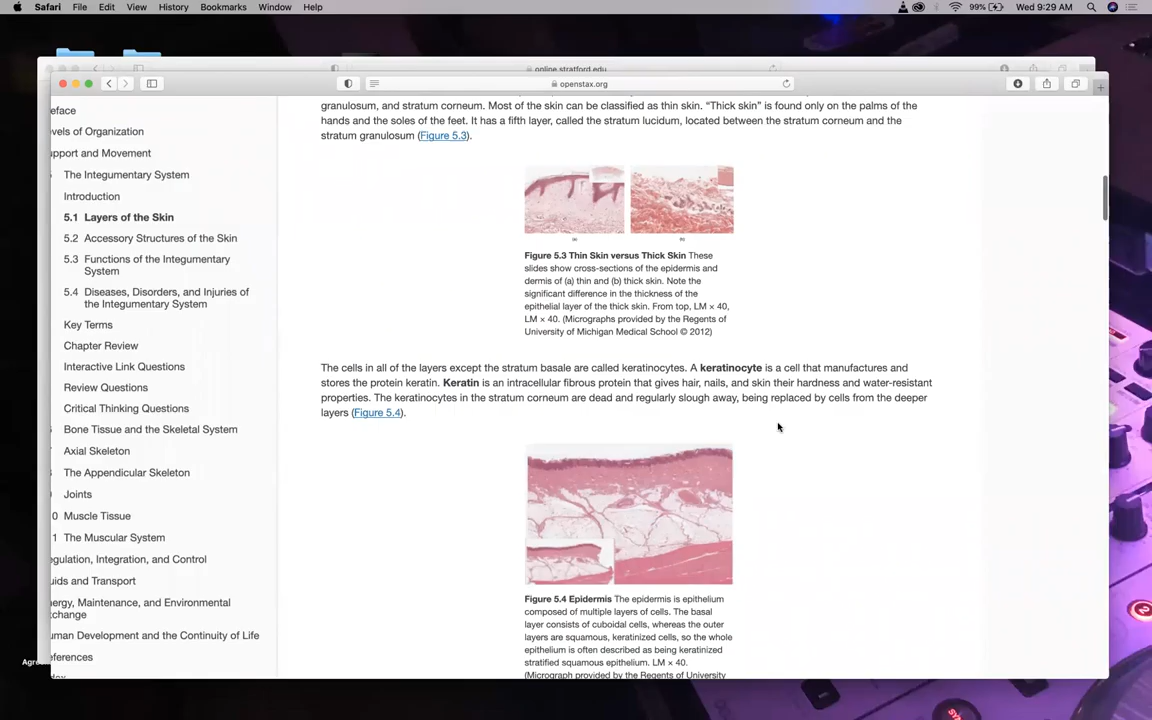 Safari File Edit View History Bookmarks Window Help 99% Wed 9:29 AM
online.stratford.edu
openstax.org
eface
vels of Organization
pport and Movement
The Integumentary System
Introduction
5.1 Layers of the Skin
5.2 Accessory Structures of the Skin
5.3 Functions of the Integumentary
System
5.4 Diseases, Disorders, and Injuries of
the Integumentary System
Key Terms
Chapter Review
Interactive Link Questions
Review Questions
Critical Thinking Questions
Bone Tissue and the Skeletal System
Axial Skeleton
The Appendicular Skeleton
Joints
0 Muscle Tissue
1 The Muscular System
egulation, Integration, and Control
uids and Transport
nergy, Maintenance, and Environmental
xchange
uman Development and the Continuity of Life
eferences
Agre
granulosum, and stratum corneum. Most of the skin can be classified as thin skin. “Thick skin” is found only on the palms of the
hands and the soles of the feet. It has a fifth layer, called the stratum lucidum, located between the stratum corneum and the
stratum granulosum (Figure 5.3).
(a) (b)
Figure 5.3 Thin Skin versus Thick Skin These
slides show cross-sections of the epidermis and
dermis of (a) thin and (b) thick skin. Note the
significant difference in the thickness of the
epithelial layer of the thick skin. From top, LM × 40,
LM × 40. (Micrographs provided by the Regents of
University of Michigan Medical School © 2012)
The cells in all of the layers except the stratum basale are called keratinocytes. A keratinocyte is a cell that manufactures and
stores the protein keratin. Keratin is an intracellular fibrous protein that gives hair, nails, and skin their hardness and water-resistant
properties. The keratinocytes in the stratum corneum are dead and regularly slough away, being replaced by cells from the deeper
layers (Figure 5.4).
Figure 5.4 Epidermis The epidermis is epithelium
composed of multiple layers of cells. The basal
layer consists of cuboidal cells, whereas the outer
layers are squamous, keratinized cells, so the whole
epithelium is often described as being keratinized
stratified squamous epithelium. LM × 40.
(Micrograph provided by the Regents of University